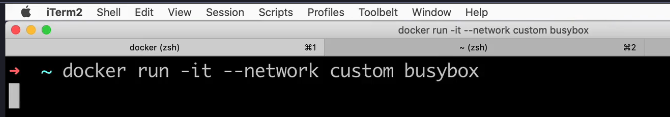 iTerm2 Shell Edit View Session Scripts Profiles Toolbelt Window Help
docker run -it --network custom busybox
docker (zsh) ⌘1 ~ (zsh) ⌘2
➜ ~ docker run -it --network custom busybox